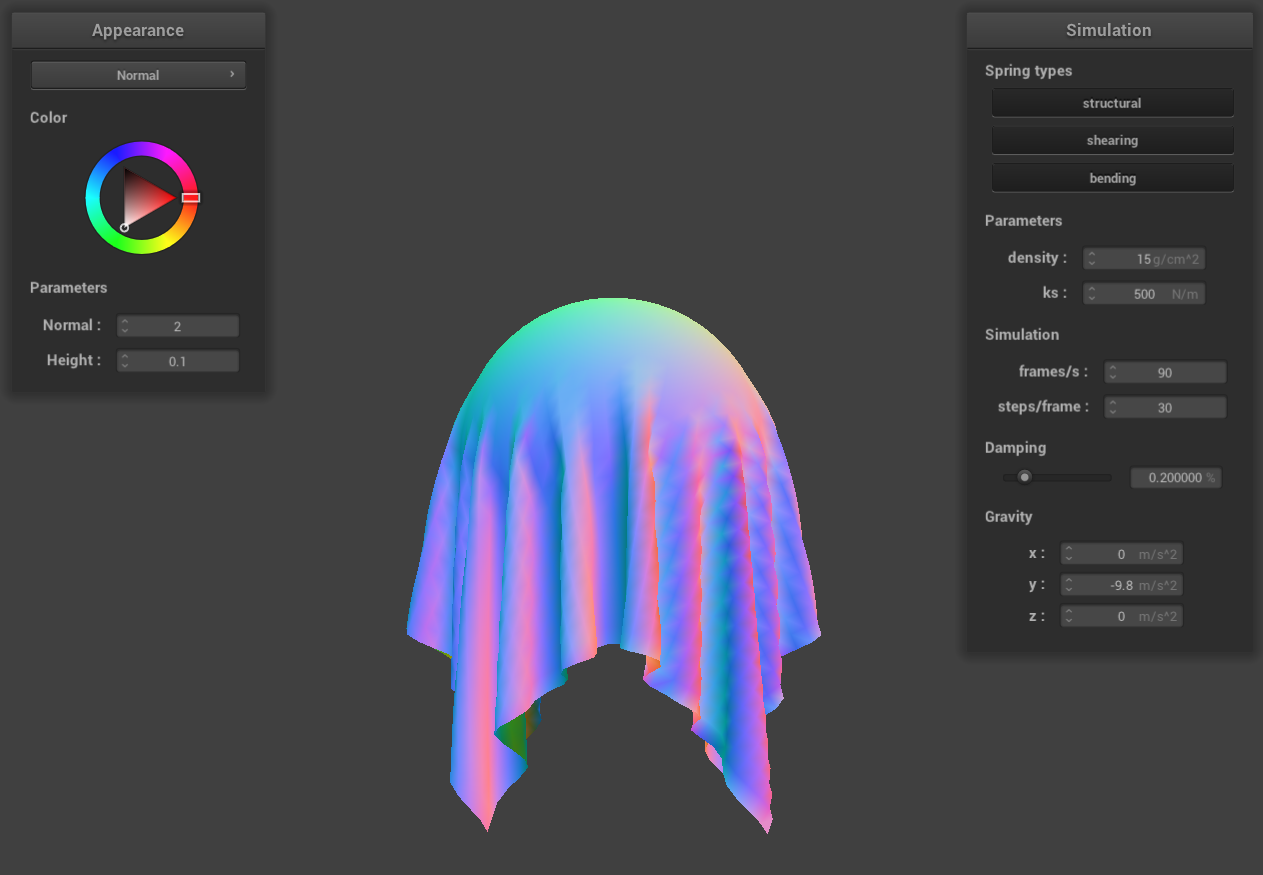 Appearance
Normal ›
Color
Parameters
Normal : 2
Height : 0.1
Simulation
Spring types
structural
shearing
bending
Parameters
density : 15 g/cm^2
ks : 500 N/m
Simulation
frames/s : 90
steps/frame : 30
Damping
0.200000 %
Gravity
x : 0 m/s^2
y : -9.8 m/s^2
z : 0 m/s^2